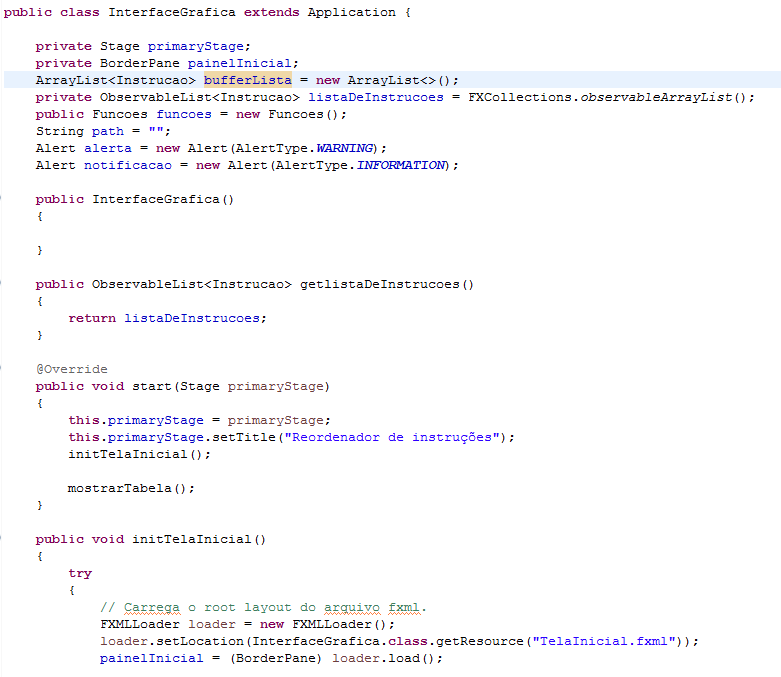 public class InterfaceGrafica extends Application {
private Stage primaryStage;
private BorderPane painelInicial;
ArrayList<Instrucao> bufferLista = new ArrayList<>();
private ObservableList<Instrucao> listaDeInstrucoes = FXCollections.observableArrayList();
public Funcoes funcoes = new Funcoes();
String path = "";
Alert alerta = new Alert(AlertType.WARNING);
Alert notificacao = new Alert(AlertType.INFORMATION);
public InterfaceGrafica()
{
}
public ObservableList<Instrucao> getlistaDeInstrucoes()
{
return listaDeInstrucoes;
}
@Override
public void start(Stage primaryStage)
{
this.primaryStage = primaryStage;
this.primaryStage.setTitle("Reordenador de instruções");
initTelaInicial();
mostrarTabela();
}
public void initTelaInicial()
{
try
{
// Carrega o root layout do arquivo fxml.
FXMLLoader loader = new FXMLLoader();
loader.setLocation(InterfaceGrafica.class.getResource("TelaInicial.fxml"));
painelInicial = (BorderPane) loader.load();